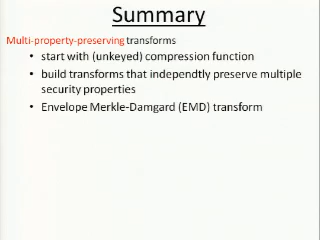 Summary
Multi-property-preserving transforms
• start with (unkeyed) compression function
• build transforms that independtly preserve multiple
security properties
• Envelope Merkle-Damgard (EMD) transform